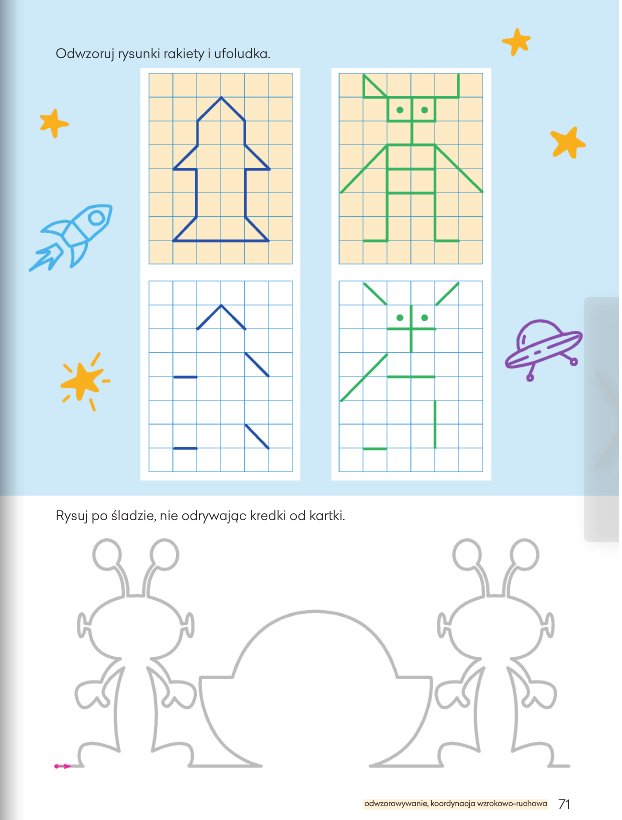 Odwzoruj rysunki rakiety i ufoludka.
Rysuj po śladzie, nie odrywając kredki od kartki.
odwzorowywanie, koordynacja wzrokowo-ruchowa 71